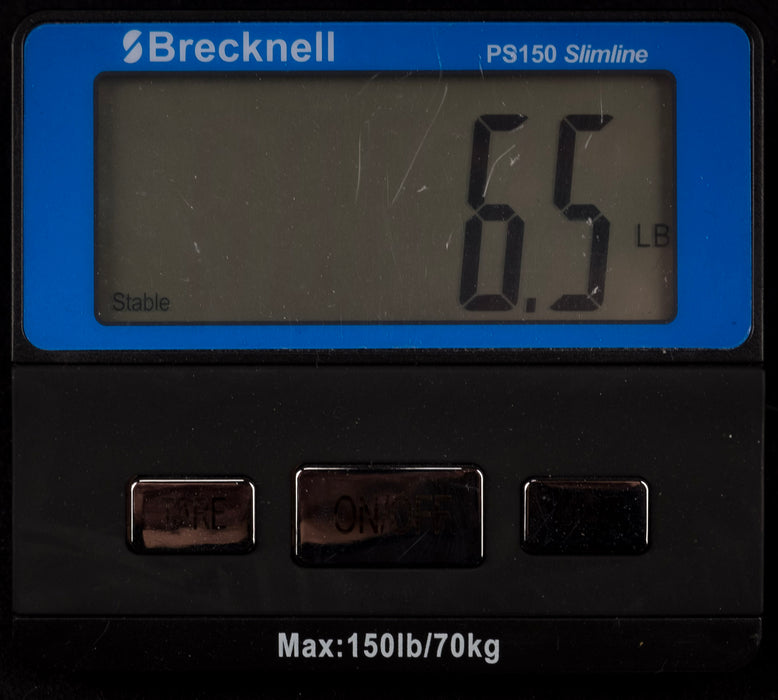 Brecknell
PS150 Slimline
6.5
LB
Stable
TARE
ON/OFF
Max:150lb/70kg